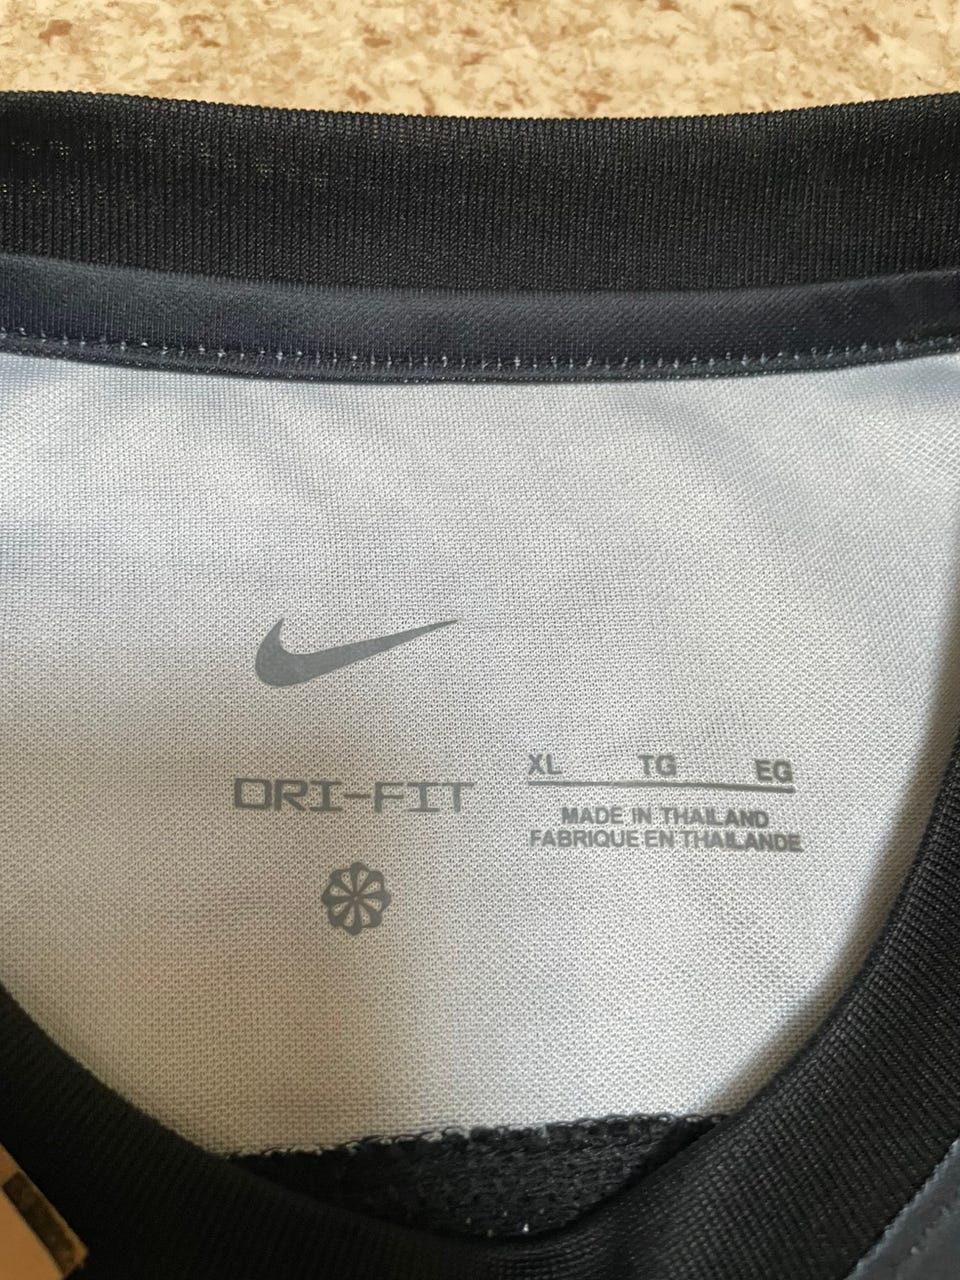 DRI-FIT
XL TG EG
MADE IN THAILAND
FABRIQUE EN THAILANDE